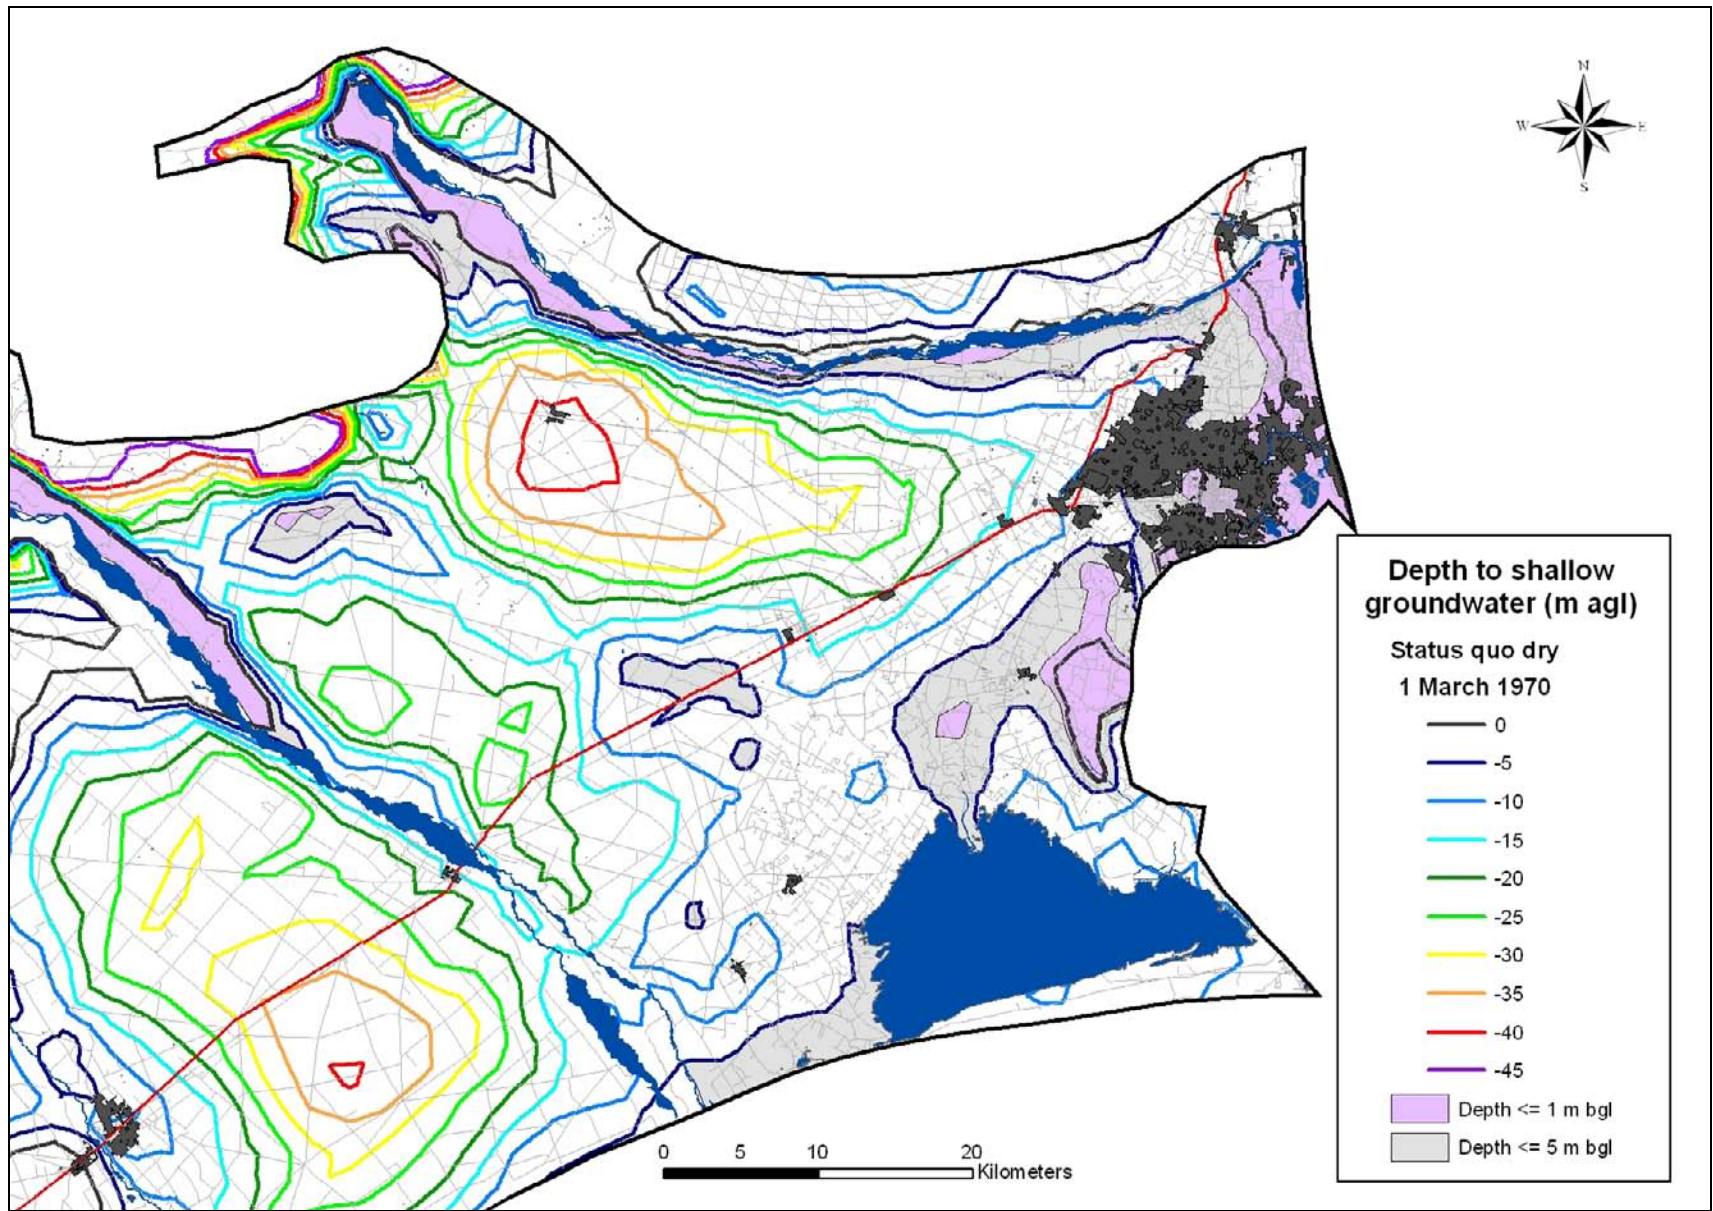 N
W
E
S
Depth to shallow
groundwater (m agl)
Status quo dry
1 March 1970
0
-5
-10
-15
-20
-25
-30
-35
-40
-45
Depth <= 1 m bgl
Depth <= 5 m bgl
0 5 10 20
Kilometers